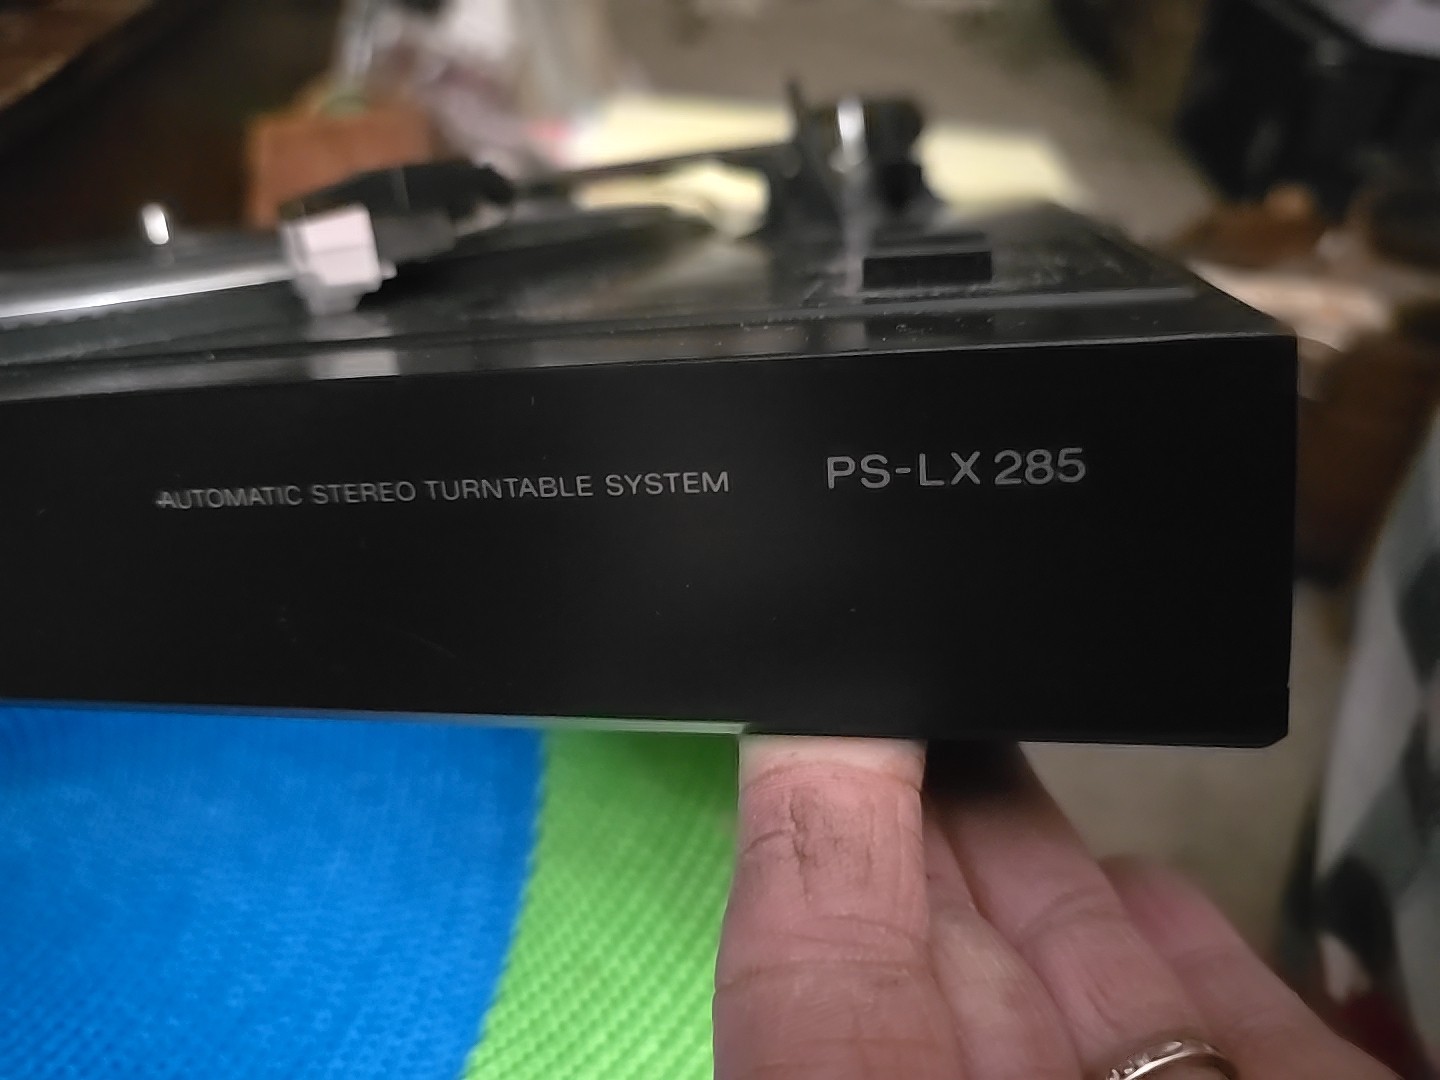 AUTOMATIC STEREO TURNTABLE SYSTEM PS-LX 285